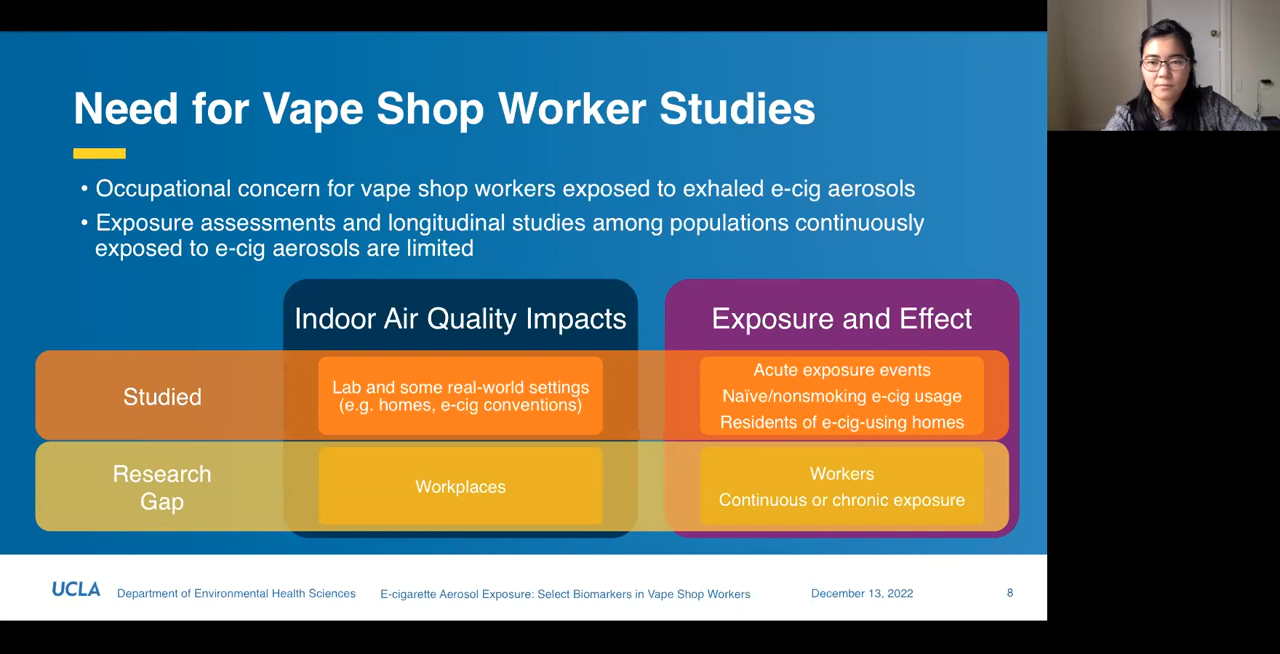 Need for Vape Shop Worker Studies
• Occupational concern for vape shop workers exposed to exhaled e-cig aerosols
• Exposure assessments and longitudinal studies among populations continuously
exposed to e-cig aerosols are limited
Indoor Air Quality Impacts
Exposure and Effect
Studied
Lab and some real-world settings
(e.g. homes, e-cig conventions)
Acute exposure events
Naïve/nonsmoking e-cig usage
Residents of e-cig-using homes
Research
Gap
Workplaces
Workers
Continuous or chronic exposure
UCLA
Department of Environmental Health Sciences
E-cigarette Aerosol Exposure: Select Biomarkers in Vape Shop Workers
December 13, 2022
8